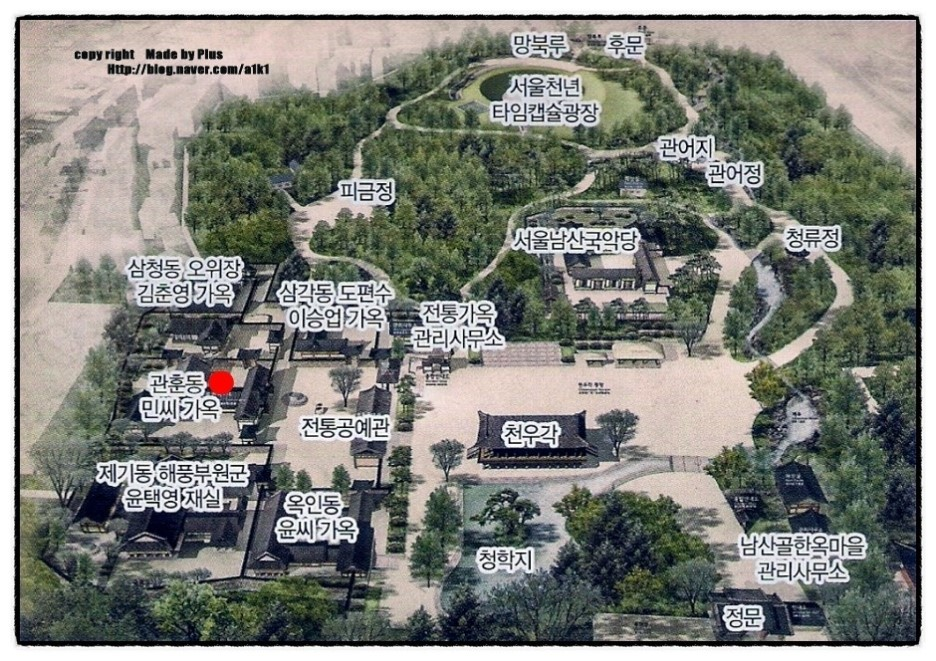 copy right Made by Plus
Http://blog.naver.com/a1k1
망북루
후문
서울천년
타임캡슐광장
관어지
관어정
피금정
서울남산국악당
청류정
삼청동 오위장
김춘영 가옥
삼각동 도편수
이승업 가옥
전통가옥
관리사무소
관훈동
민씨 가옥
전통공예관
천우각
제기동 해풍부원군
윤택영 재실
옥인동
윤씨 가옥
청학지
남산골한옥마을
관리사무소
정문